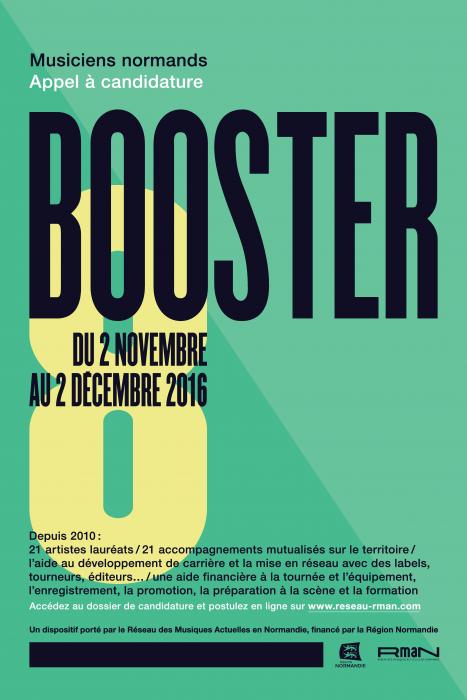 Musiciens normands
Appel à candidature
BOOSTER
8
DU 2 NOVEMBRE
AU 2 DÉCEMBRE 2016
Depuis 2010 :
21 artistes lauréats / 21 accompagnements mutualisés sur le territoire /
l'aide au développement de carrière et la mise en réseau avec des labels,
tourneurs, éditeurs... / une aide financière à la tournée et l'équipement,
l'enregistrement, la promotion, la préparation à la scène et la formation
Accédez au dossier de candidature et postulez en ligne sur www.reseau-rman.com
Un dispositif porté par le Réseau des Musiques Actuelles en Normandie, financé par la Région Normandie
NORMANDIE
RMAN